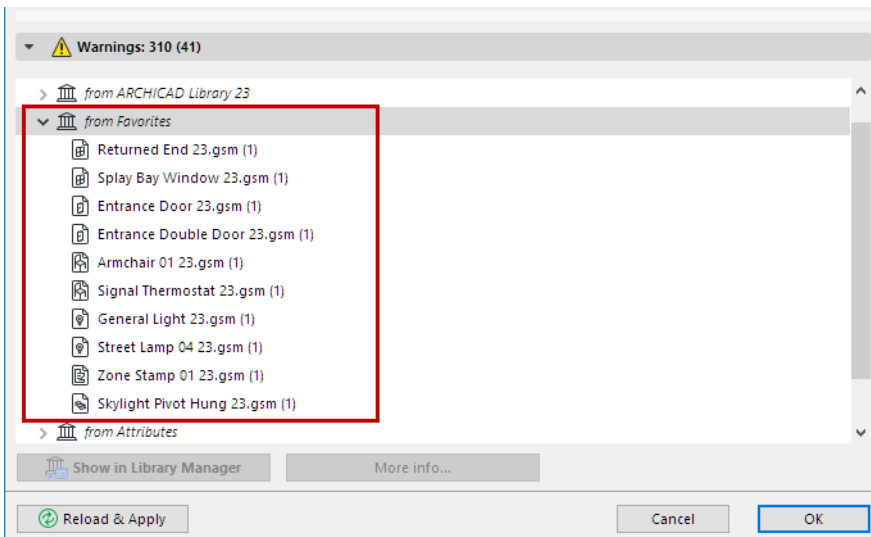 Warnings: 310 (41)
from ARCHICAD Library 23
from Favorites
Returned End 23.gsm (1)
Splay Bay Window 23.gsm (1)
Entrance Door 23.gsm (1)
Entrance Double Door 23.gsm (1)
Armchair 01 23.gsm (1)
Signal Thermostat 23.gsm (1)
General Light 23.gsm (1)
Street Lamp 04 23.gsm (1)
Zone Stamp 01 23.gsm (1)
Skylight Pivot Hung 23.gsm (1)
from Attributes
Show in Library Manager More info...
Reload & Apply Cancel OK